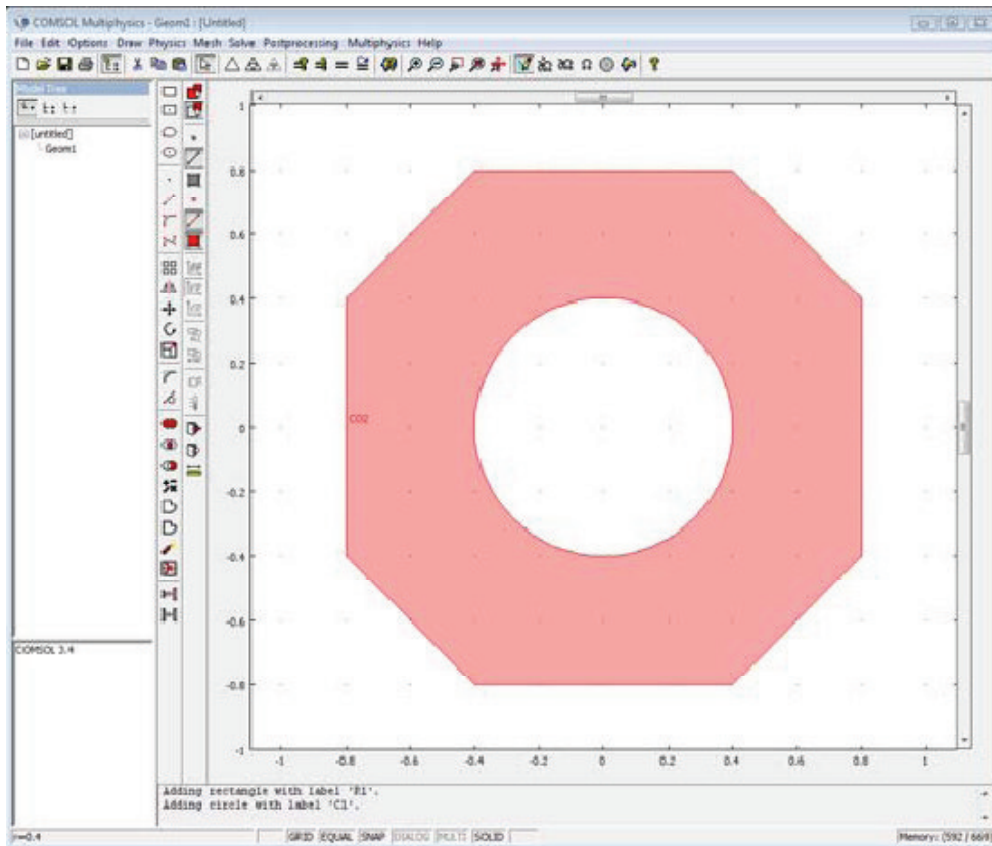 COMSOL Multiphysics - Geom1 : [Untitled]
File Edit Options Draw Physics Mesh Solve Postprocessing Multiphysics Help
Model Tree
[untitled]
Geom1
1
0.8
0.6
0.4
0.2
0
-0.2
-0.4
-0.6
-0.8
-1
CO2
-1 -0.8 -0.6 -0.4 -0.2 0 0.2 0.4 0.6 0.8 1
COMSOL 3.4
Adding rectangle with label 'R1'.
Adding circle with label 'C1'.
r=0.4 GRID EQUAL SNAP DIALOG MULTI SOLID Memory: (592 /